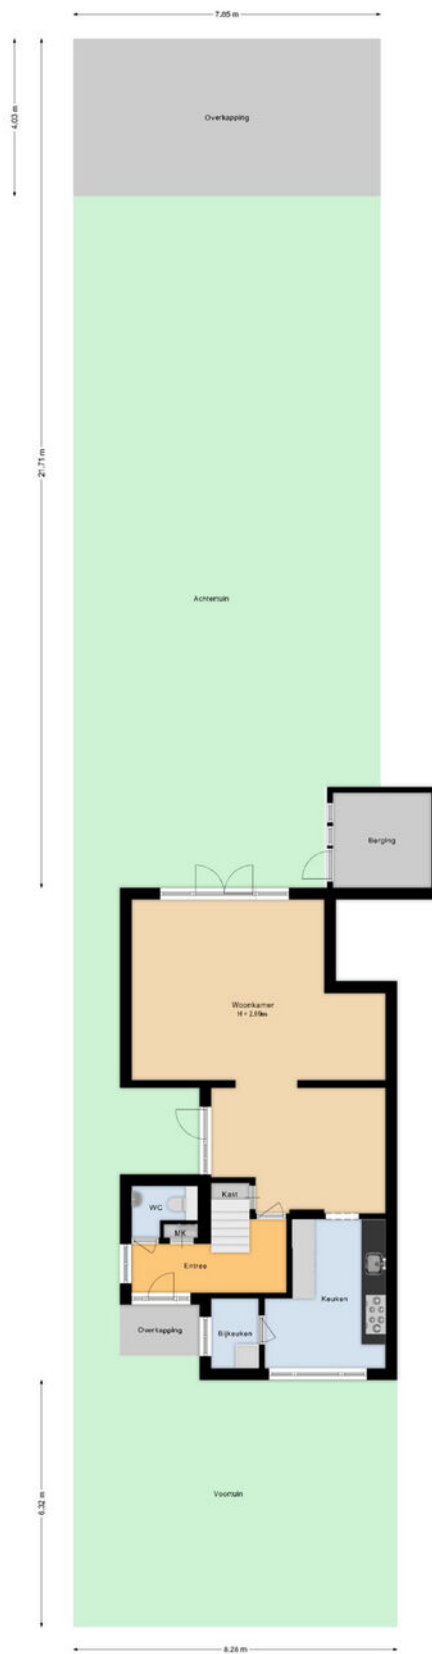 7.85 m
4.03 m
Overkapping
21.71 m
Achtertuin
Berging
Woonkamer
H = 2.80m
Kast
WC
MK
Entree
Keuken
Overkapping
Bijkeuken
6.32 m
Voortuin
8.28 m